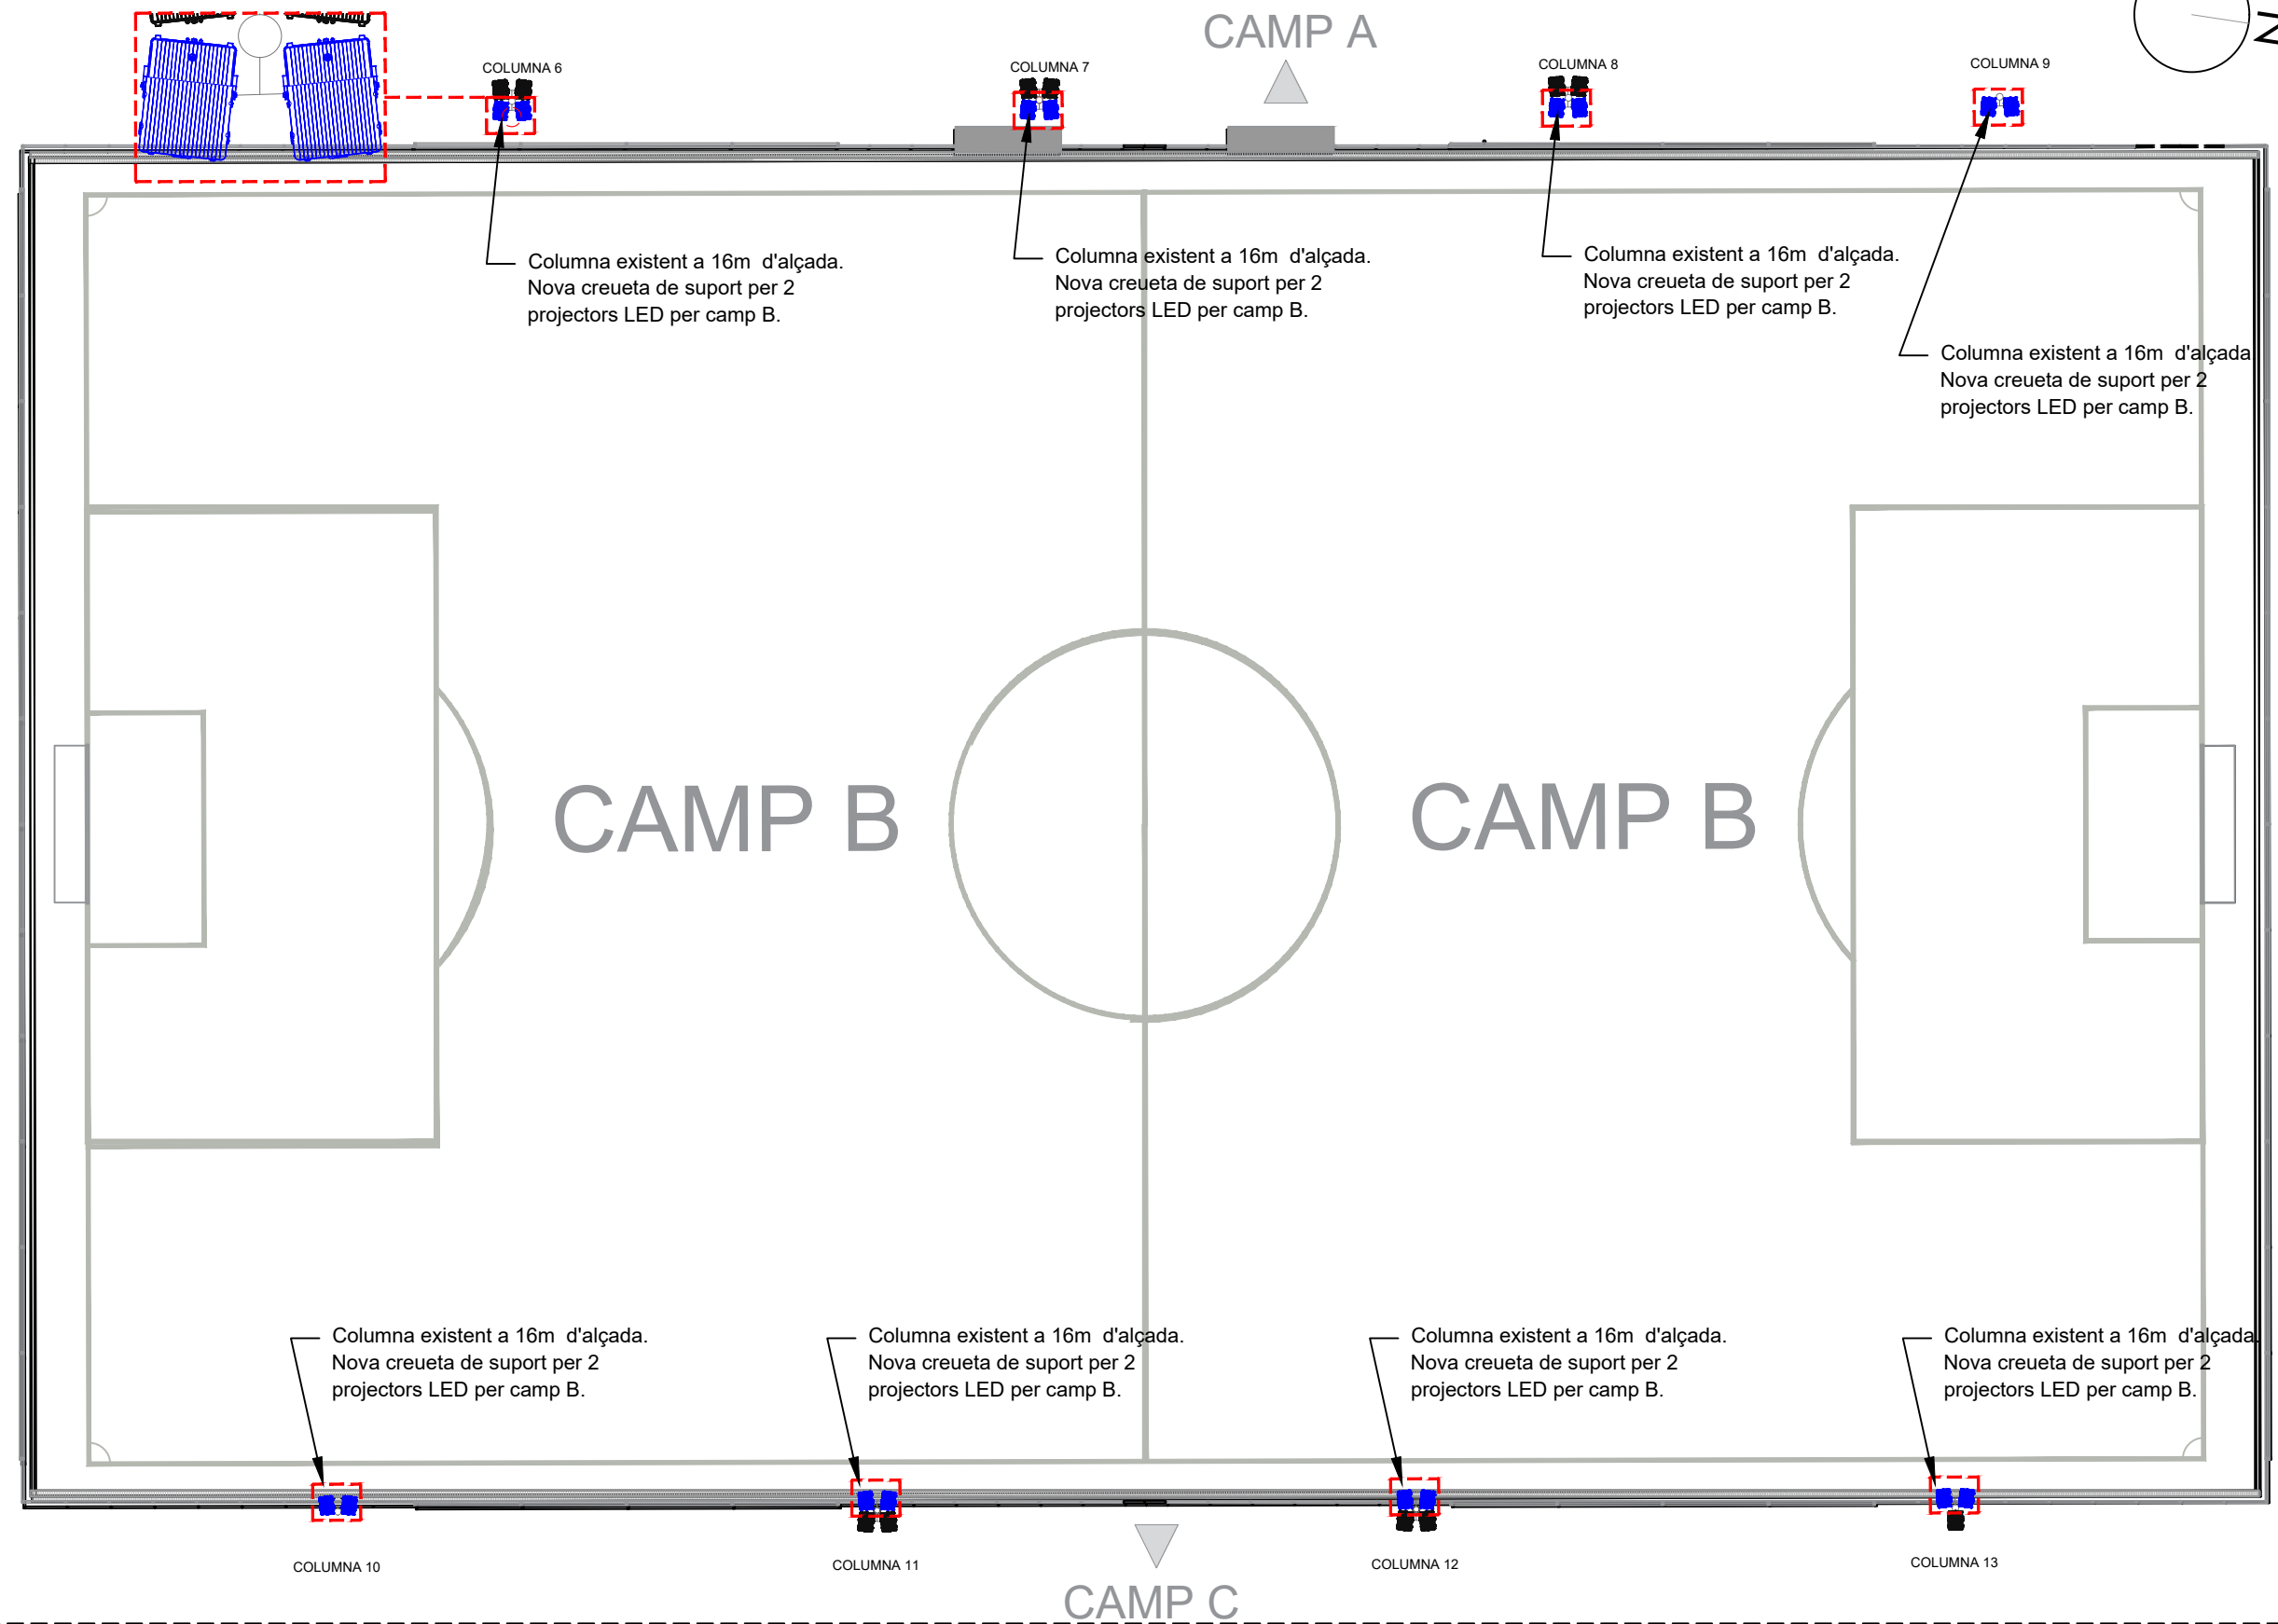 CAMP A
N
COLUMNA 6
COLUMNA 7
COLUMNA 8
COLUMNA 9
Columna existent a 16m  d'alçada.
Nova creueta de suport per 2
projectors LED per camp B.
Columna existent a 16m  d'alçada.
Nova creueta de suport per 2
projectors LED per camp B.
Columna existent a 16m  d'alçada.
Nova creueta de suport per 2
projectors LED per camp B.
Columna existent a 16m  d'alçada
Nova creueta de suport per 2
projectors LED per camp B.
CAMP B
CAMP B
Columna existent a 16m  d'alçada.
Nova creueta de suport per 2
projectors LED per camp B.
Columna existent a 16m  d'alçada.
Nova creueta de suport per 2
projectors LED per camp B.
Columna existent a 16m  d'alçada.
Nova creueta de suport per 2
projectors LED per camp B.
Columna existent a 16m  d'alçada.
Nova creueta de suport per 2
projectors LED per camp B.
COLUMNA 10
COLUMNA 11
COLUMNA 12
COLUMNA 13
CAMP C